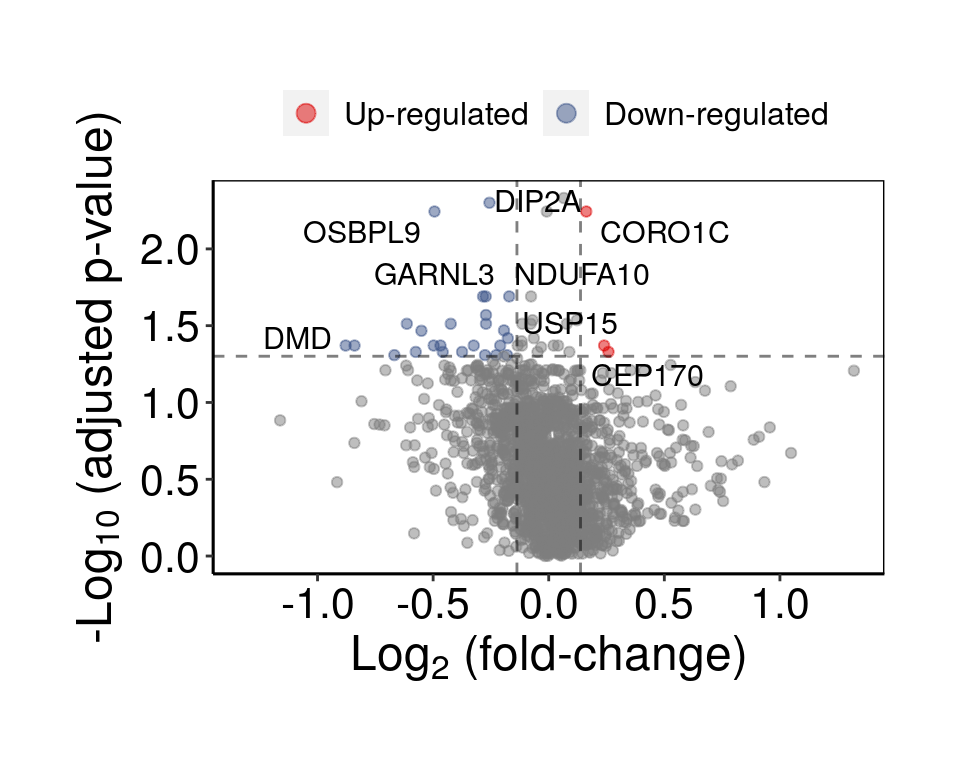 Up-regulated Down-regulated
DIP2A
OSBPL9 CORO1C
GARNL3 NDUFA10
USP15
DMD
CEP170
-Log10 (adjusted p-value)
2.0
1.5
1.0
0.5
0.0
-1.0 -0.5 0.0 0.5 1.0
Log2 (fold-change)